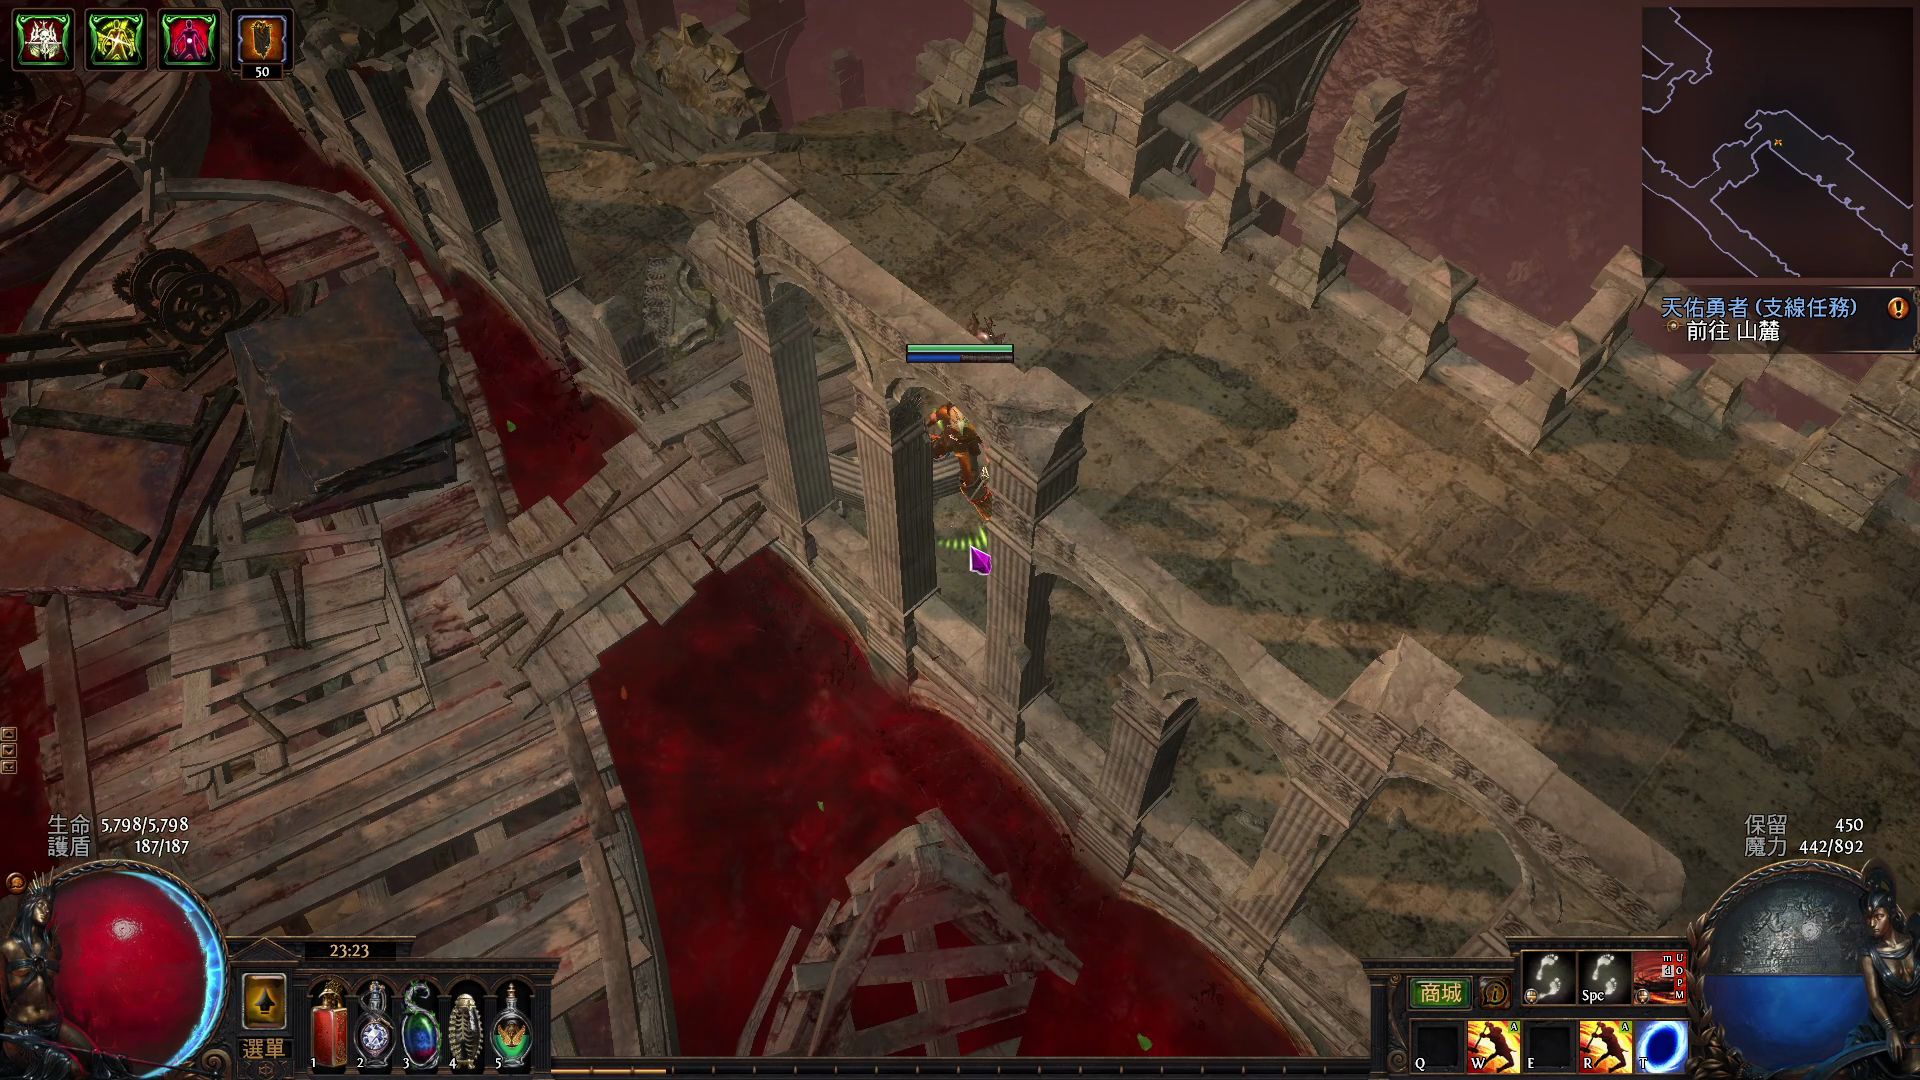 50
天佑勇者 (支線任務)
前往 山麓
生命 5,798/5,798
護盾 187/187
保留 450
魔力 442/892
23:23
選單
1 2 3 4 5
商城
Spc
m U
d O
P
M
Q W A E R A T